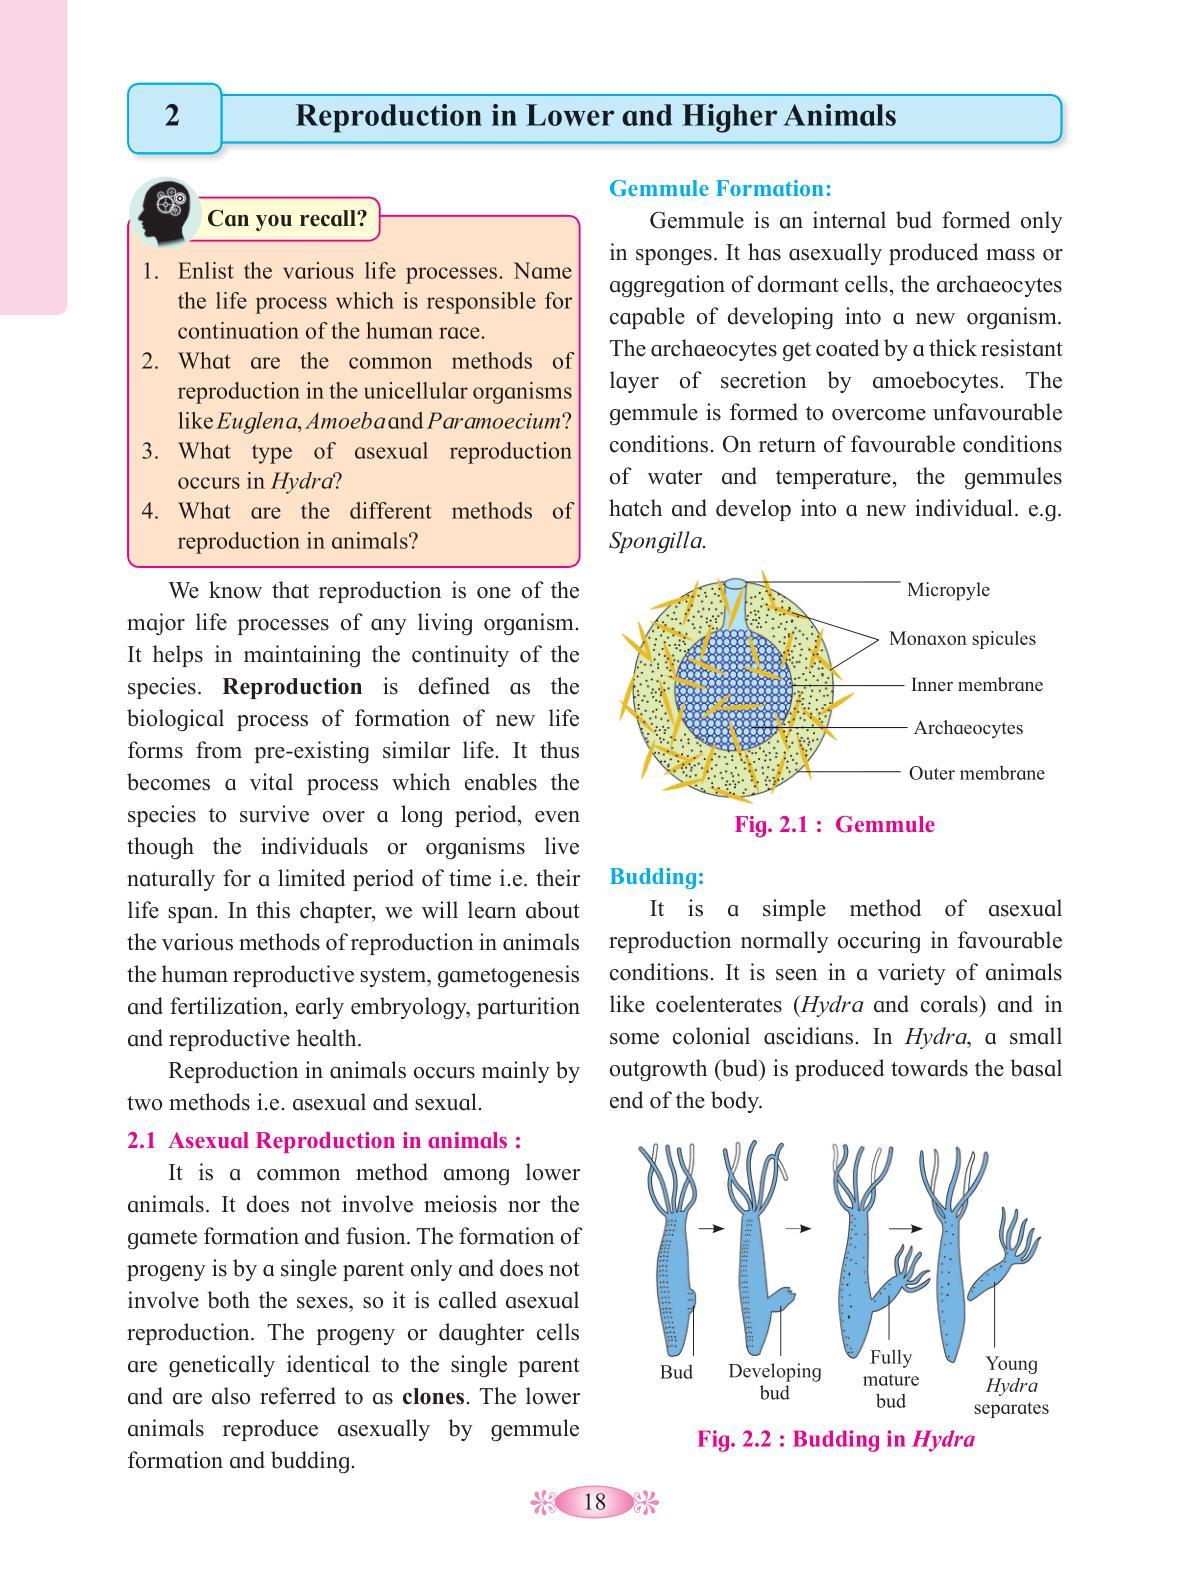 2
Reproduction in Lower and Higher Animals
Can you recall?
1. Enlist the various life processes. Name
the life process which is responsible for
continuation of the human race.
2. What are the common methods of
reproduction in the unicellular organisms
like Euglena, Amoeba and Paramoecium?
3. What type of asexual reproduction
occurs in Hydra?
4. What are the different methods of
reproduction in animals?
We know that reproduction is one of the
major life processes of any living organism.
It helps in maintaining the continuity of the
species. Reproduction is defined as the
biological process of formation of new life
forms from pre-existing similar life. It thus
becomes a vital process which enables the
species to survive over a long period, even
though the individuals or organisms live
naturally for a limited period of time i.e. their
life span. In this chapter, we will learn about
the various methods of reproduction in animals
the human reproductive system, gametogenesis
and fertilization, early embryology, parturition
and reproductive health.
Reproduction in animals occurs mainly by
two methods i.e. asexual and sexual.
2.1 Asexual Reproduction in animals :
It is a common method among lower
animals. It does not involve meiosis nor the
gamete formation and fusion. The formation of
progeny is by a single parent only and does not
involve both the sexes, so it is called asexual
reproduction. The progeny or daughter cells
are genetically identical to the single parent
and are also referred to as clones. The lower
animals reproduce asexually by gemmule
formation and budding.
Gemmule Formation:
Gemmule is an internal bud formed only
in sponges. It has asexually produced mass or
aggregation of dormant cells, the archaeocytes
capable of developing into a new organism.
The archaeocytes get coated by a thick resistant
layer of secretion by amoebocytes. The
gemmule is formed to overcome unfavourable
conditions. On return of favourable conditions
of water and temperature, the gemmules
hatch and develop into a new individual. e.g.
Spongilla.
Micropyle
Monaxon spicules
Inner membrane
Archaeocytes
Outer membrane
Fig. 2.1 : Gemmule
Budding:
It is a simple method of asexual
reproduction normally occuring in favourable
conditions. It is seen in a variety of animals
like coelenterates (Hydra and corals) and in
some colonial ascidians. In Hydra, a small
outgrowth (bud) is produced towards the basal
end of the body.
Bud
Developing
bud
Fully
mature
bud
Young
Hydra
separates
Fig. 2.2 : Budding in Hydra
18